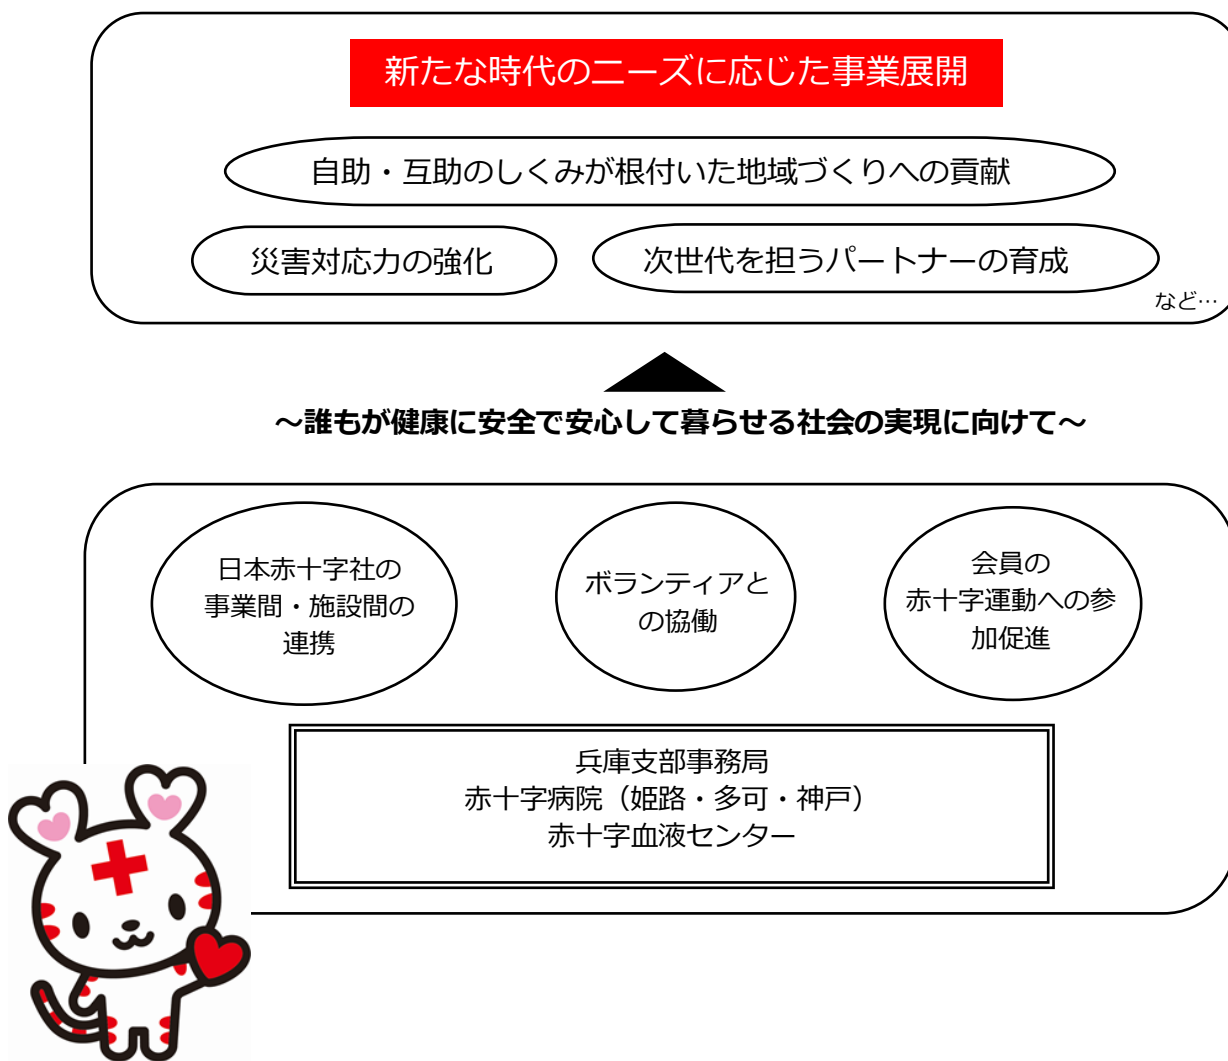 新たな時代のニーズに応じた事業展開
自助・互助のしくみが根付いた地域づくりへの貢献
災害対応力の強化
次世代を担うパートナーの育成
など…
～誰もが健康に安全で安心して暮らせる社会の実現に向けて～
日本赤十字社の
事業間・施設間の
連携
ボランティアと
の協働
会員の
赤十字運動への参
加促進
兵庫支部事務局
赤十字病院（姫路・多可・神戸）
赤十字血液センター